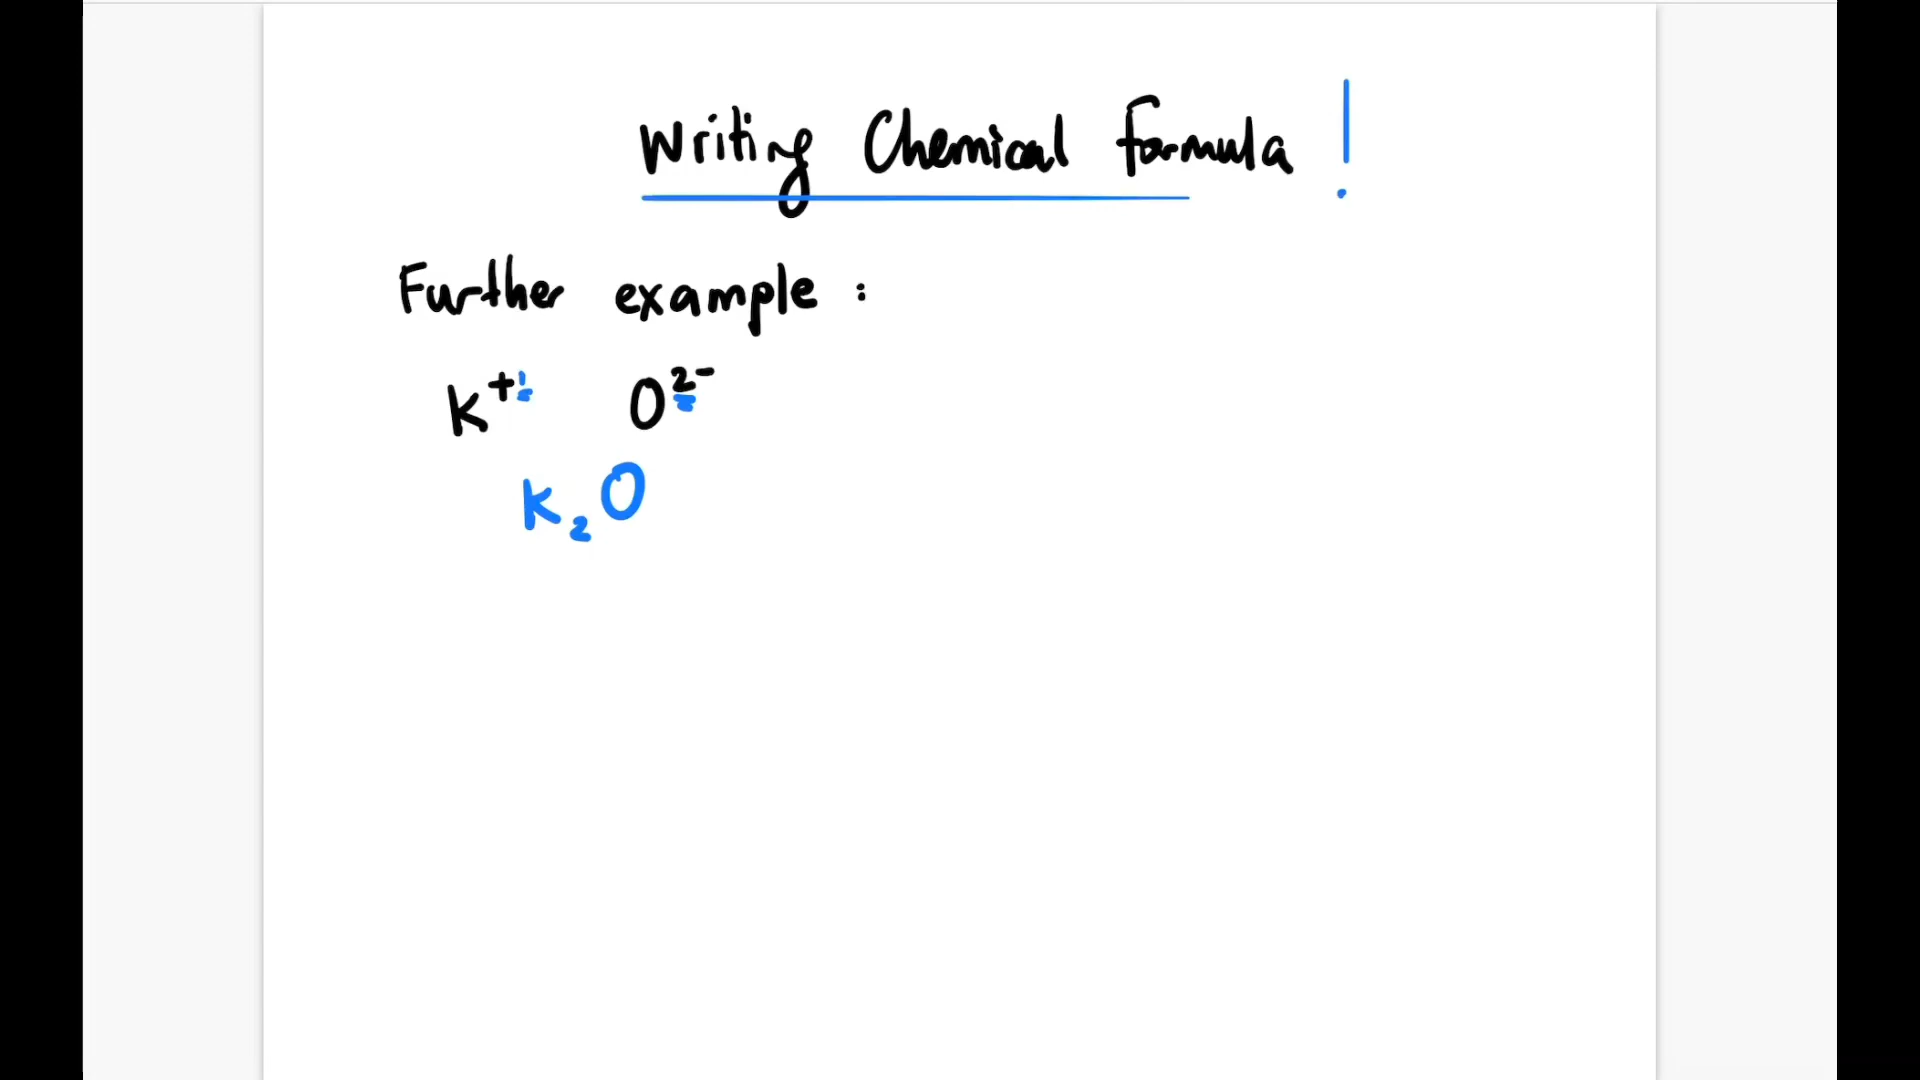 Writing Chemical formula !
Further example :
K⁺¹ O²⁻
K₂O